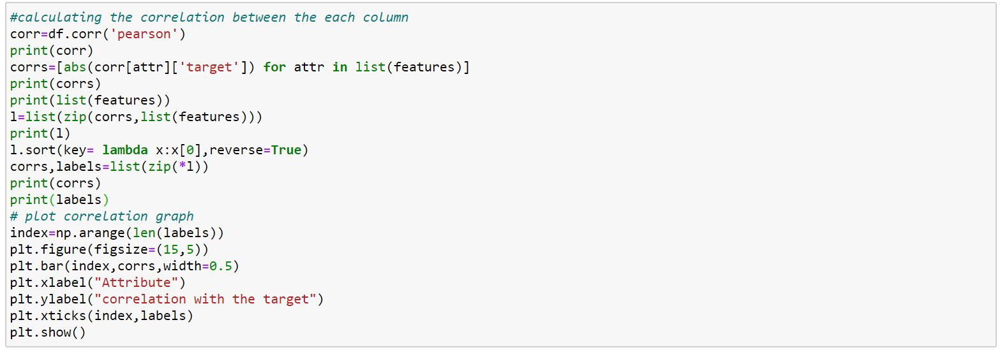 #calculating the correlation between the each column
corr=df.corr('pearson')
print(corr)
corrs=[abs(corr[attr]['target']) for attr in list(features)]
print(corrs)
print(list(features))
l=list(zip(corrs,list(features)))
print(l)
l.sort(key= lambda x:x[0],reverse=True)
corrs,labels=list(zip(*l))
print(corrs)
print(labels)
# plot correlation graph
index=np.arange(len(labels))
plt.figure(figsize=(15,5))
plt.bar(index,corrs,width=0.5)
plt.xlabel("Attribute")
plt.ylabel("correlation with the target")
plt.xticks(index,labels)
plt.show()